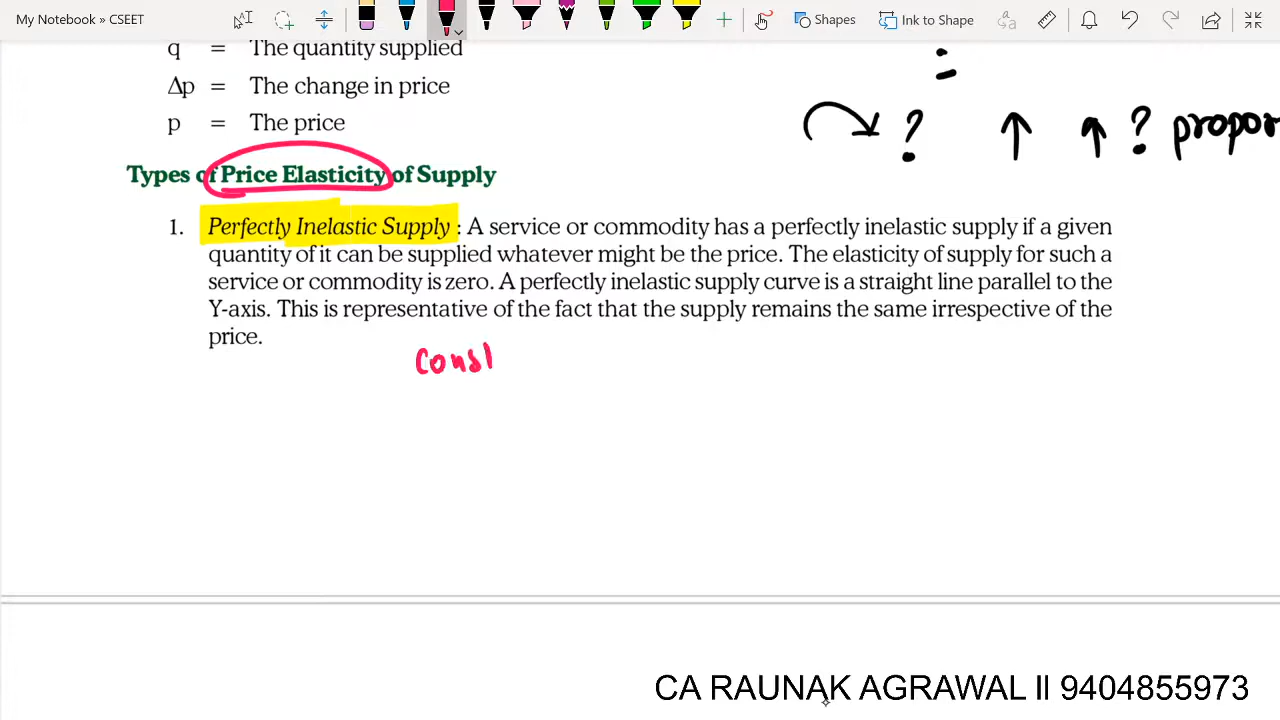 My Notebook » CSEET
Shapes
Ink to Shape
q = The quantity supplied
Δp = The change in price
p = The price
=
? ↑ ↑ ? propor
Types of Price Elasticity of Supply
1. Perfectly Inelastic Supply : A service or commodity has a perfectly inelastic supply if a given
quantity of it can be supplied whatever might be the price. The elasticity of supply for such a
service or commodity is zero. A perfectly inelastic supply curve is a straight line parallel to the
Y-axis. This is representative of the fact that the supply remains the same irrespective of the
price.
const
CA RAUNAK AGRAWAL II 9404855973